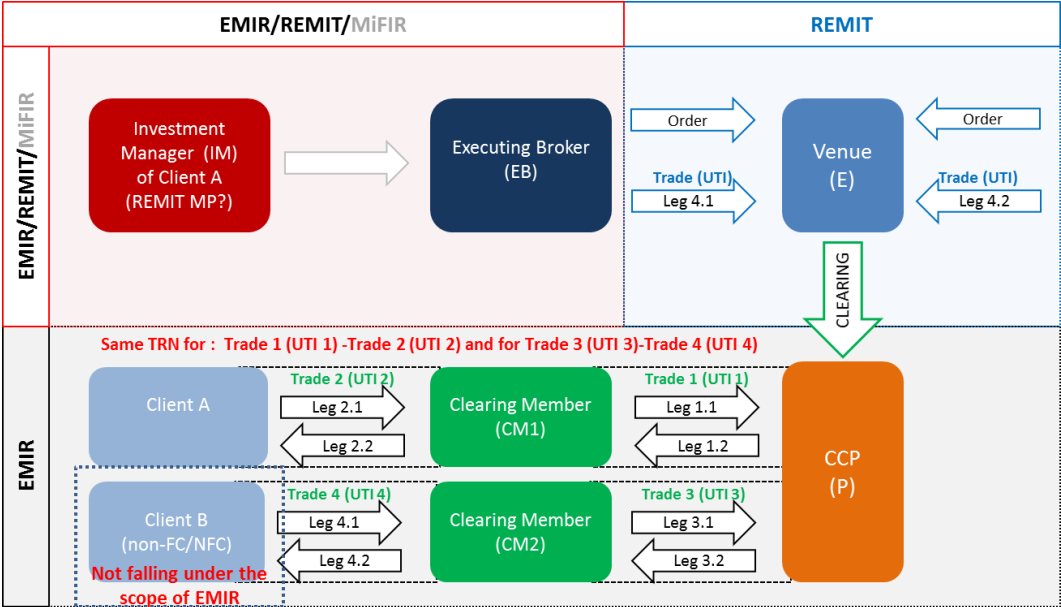 EMIR/REMIT/MiFIR
REMIT
EMIR/REMIT/MiFIR
Investment
Manager (IM)
of Client A
(REMIT MP?)
Executing Broker
(EB)
Order
Venue
(E)
Order
Trade (UTI)
Leg 4.1
Trade (UTI)
Leg 4.2
CLEARING
EMIR
Same TRN for : Trade 1 (UTI 1) -Trade 2 (UTI 2) and for Trade 3 (UTI 3)-Trade 4 (UTI 4)
Client A
Trade 2 (UTI 2)
Leg 2.1
Leg 2.2
Clearing Member
(CM1)
Trade 1 (UTI 1)
Leg 1.1
Leg 1.2
CCP
(P)
Client B
(non-FC/NFC)
Not falling under the
scope of EMIR
Trade 4 (UTI 4)
Leg 4.1
Leg 4.2
Clearing Member
(CM2)
Trade 3 (UTI 3)
Leg 3.1
Leg 3.2